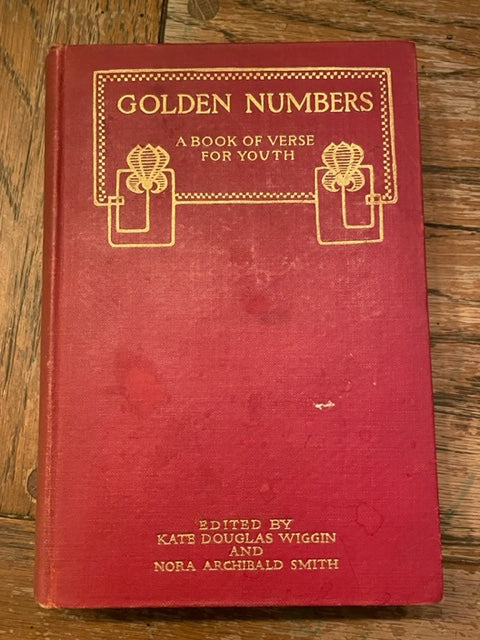 GOLDEN NUMBERS
A BOOK OF VERSE
FOR YOUTH
EDITED BY
KATE DOUGLAS WIGGIN
AND
NORA ARCHIBALD SMITH